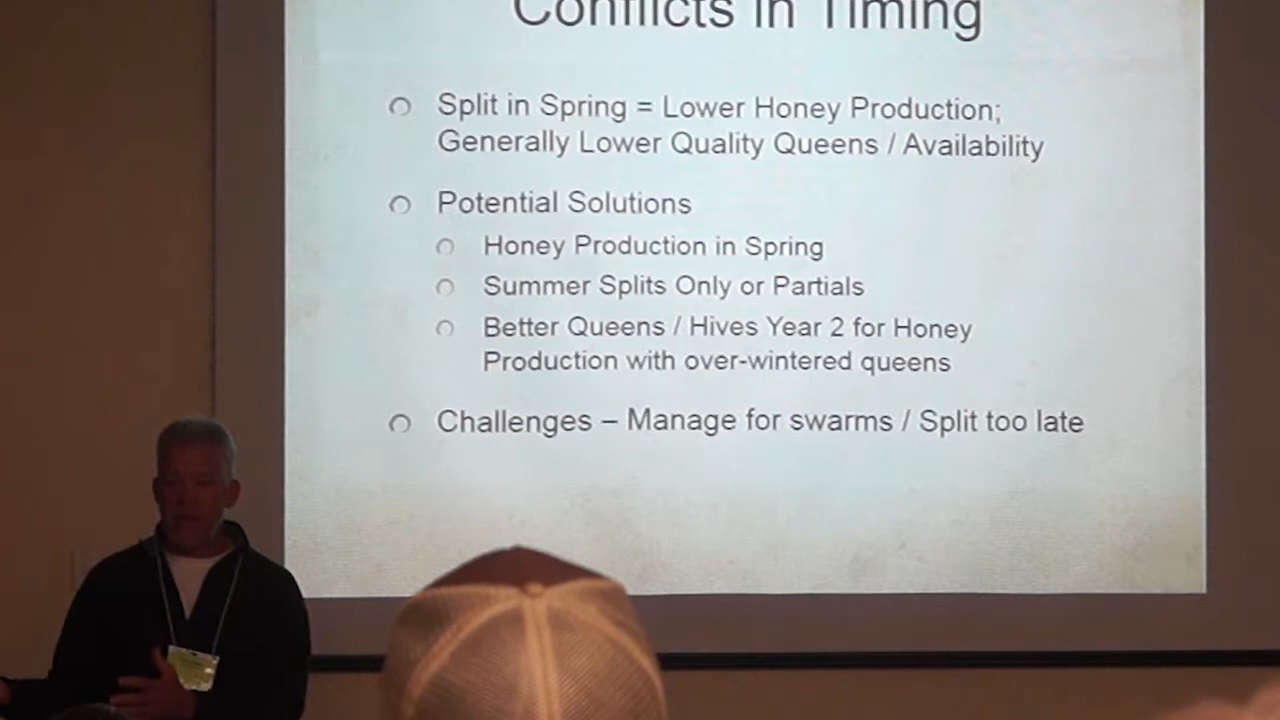 Conflicts in Timing
Split in Spring = Lower Honey Production;
Generally Lower Quality Queens / Availability
Potential Solutions
Honey Production in Spring
Summer Splits Only or Partials
Better Queens / Hives Year 2 for Honey
Production with over-wintered queens
Challenges – Manage for swarms / Split too late